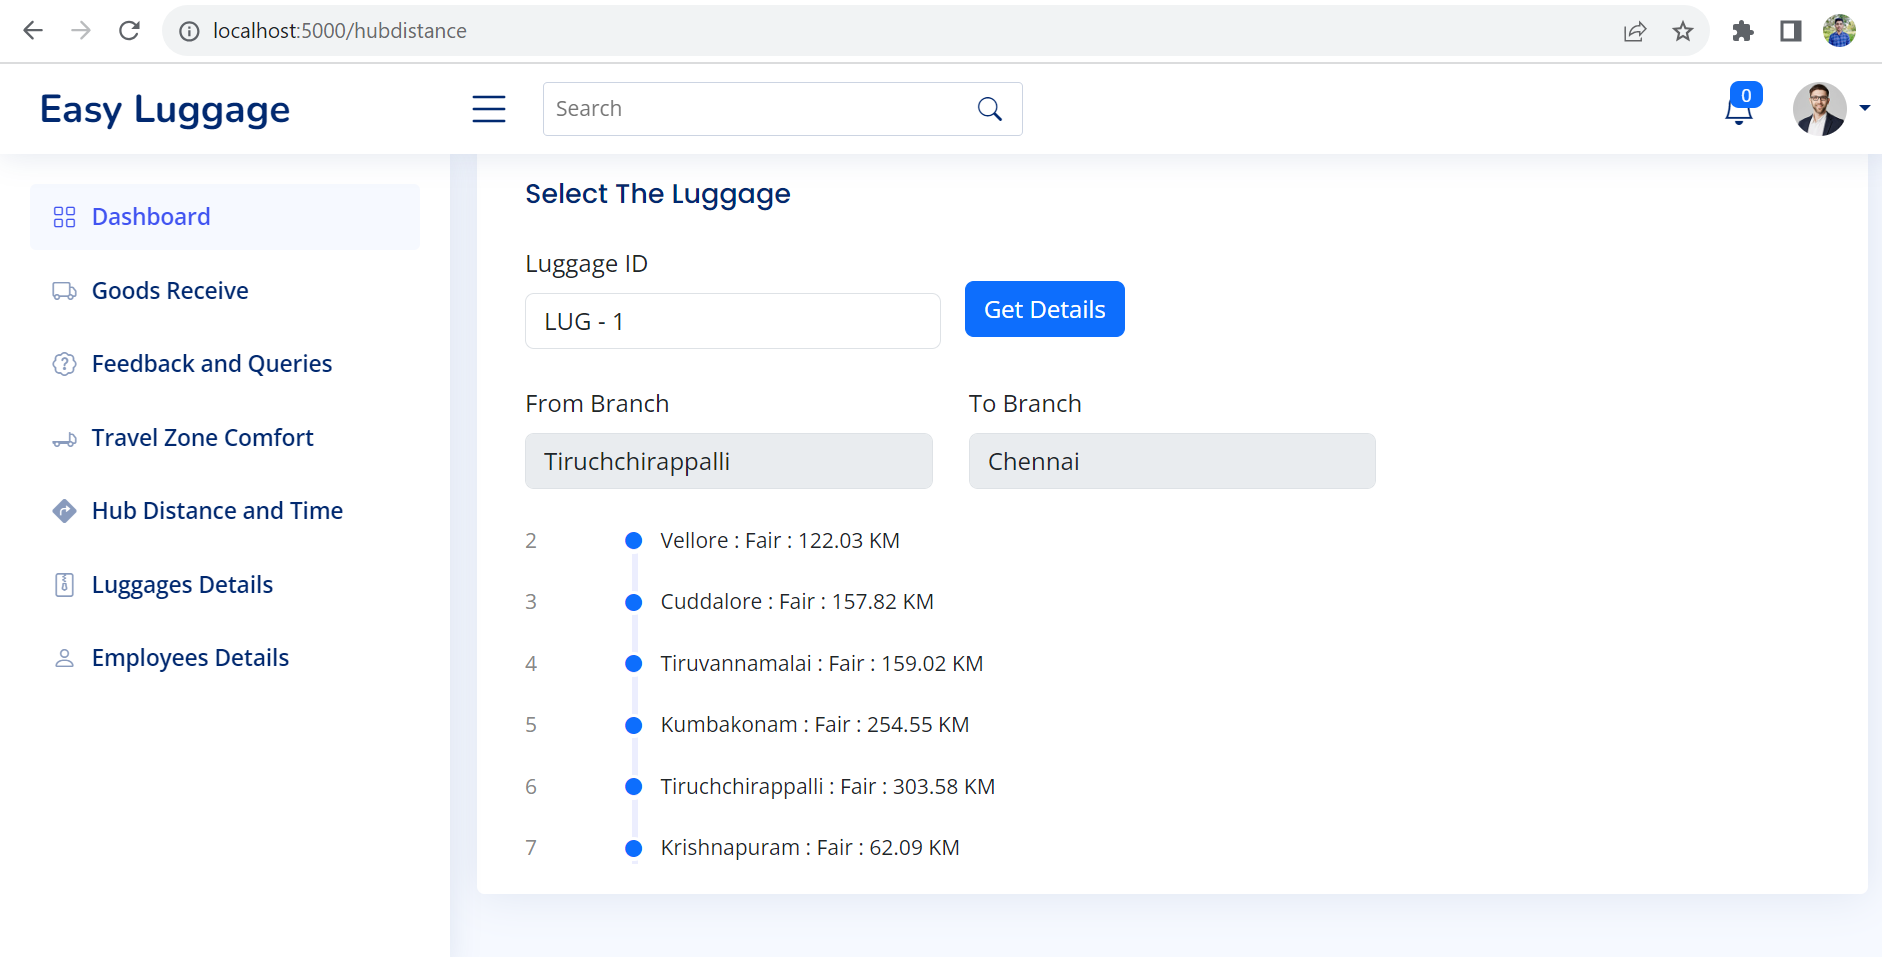 localhost:5000/hubdistance
Easy Luggage
Search
0
Dashboard
Goods Receive
Feedback and Queries
Travel Zone Comfort
Hub Distance and Time
Luggages Details
Employees Details
Select The Luggage
Luggage ID
LUG - 1
Get Details
From Branch
To Branch
Tiruchchirappalli
Chennai
2 Vellore : Fair : 122.03 KM
3 Cuddalore : Fair : 157.82 KM
4 Tiruvannamalai : Fair : 159.02 KM
5 Kumbakonam : Fair : 254.55 KM
6 Tiruchchirappalli : Fair : 303.58 KM
7 Krishnapuram : Fair : 62.09 KM